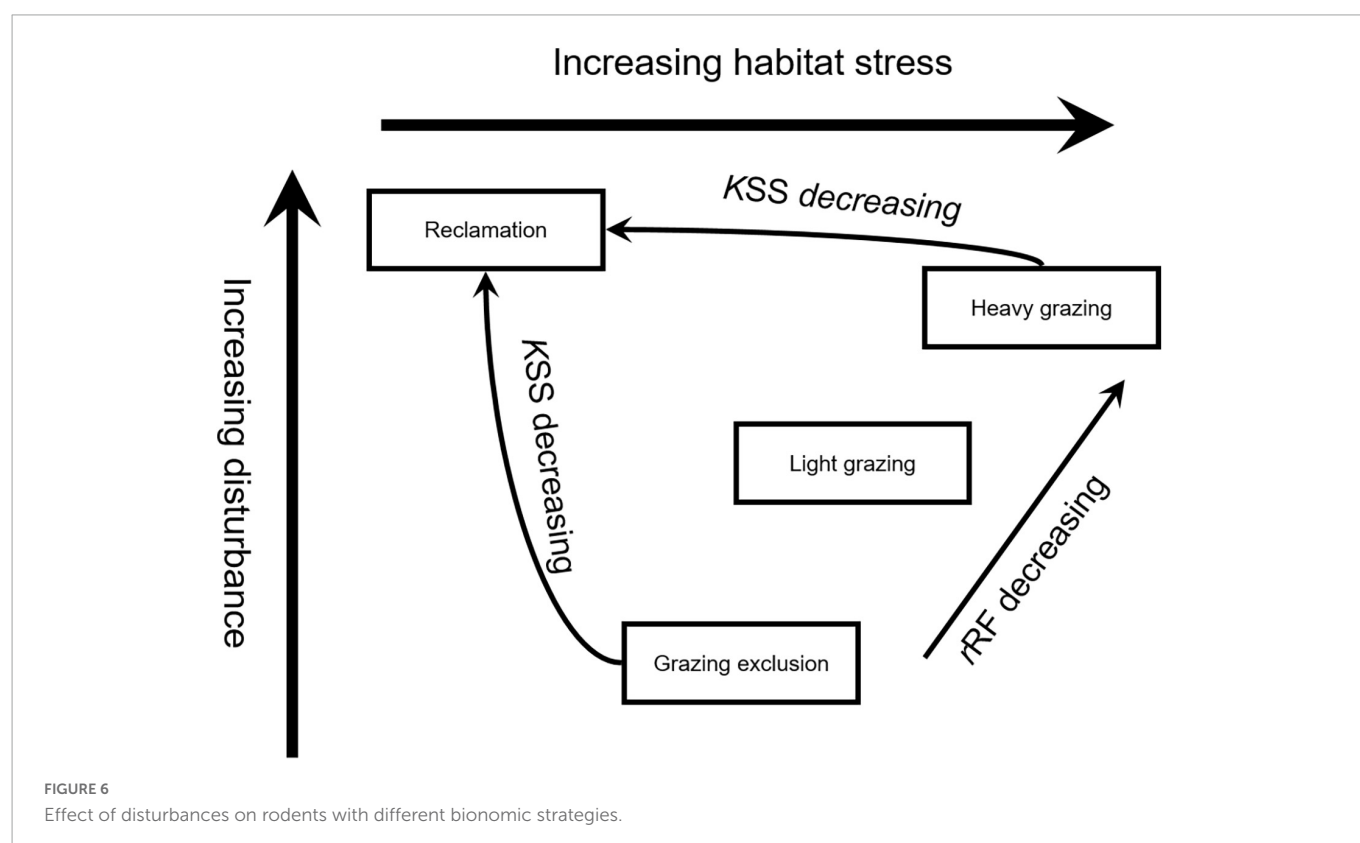 Increasing habitat stress
KSS decreasing
Reclamation
Heavy grazing
Increasing disturbance
KSS decreasing
Light grazing
rRF decreasing
Grazing exclusion
FIGURE 6
Effect of disturbances on rodents with different bionomic strategies.